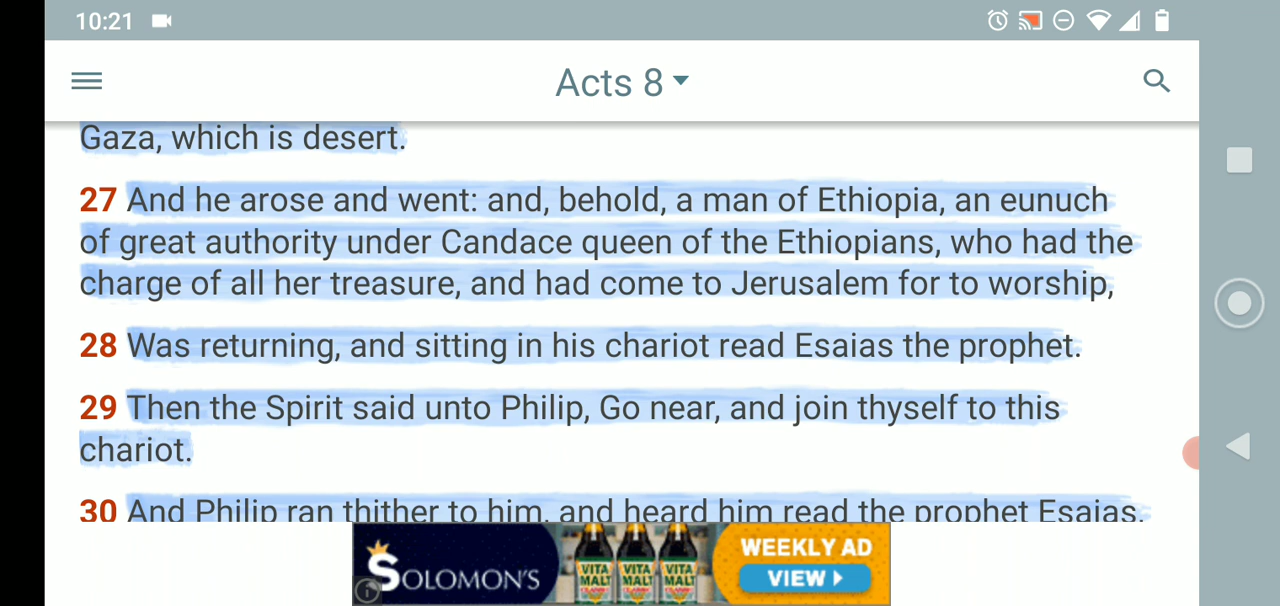 10:21
Acts 8
Gaza, which is desert.
27 And he arose and went: and, behold, a man of Ethiopia, an eunuch
of great authority under Candace queen of the Ethiopians, who had the
charge of all her treasure, and had come to Jerusalem for to worship,
28 Was returning, and sitting in his chariot read Esaias the prophet.
29 Then the Spirit said unto Philip, Go near, and join thyself to this
chariot.
30 And Philip ran thither to him, and heard him read the prophet Esaias,
SOLOMON'S
VITA MALT CLASSIC
VITA MALT CLASSIC
VITA MALT CLASSIC
WEEKLY AD
VIEW